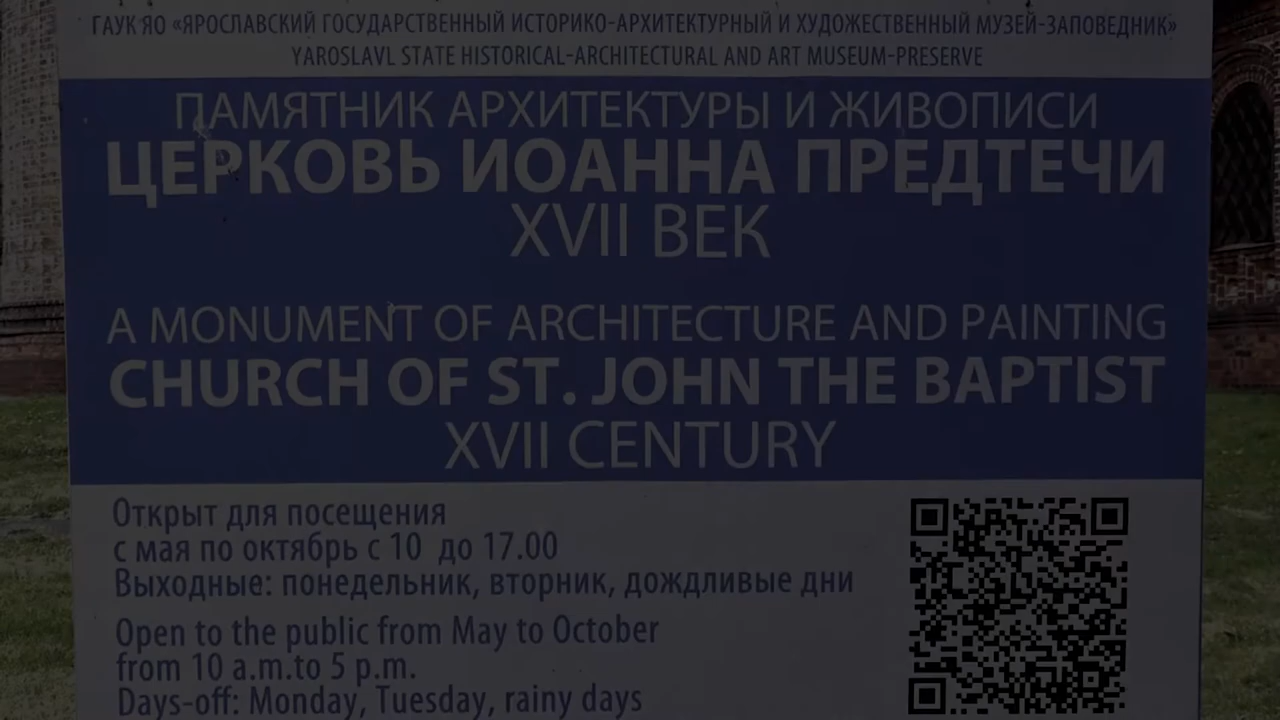 ГАУК ЯО «ЯРОСЛАВСКИЙ ГОСУДАРСТВЕННЫЙ ИСТОРИКО-АРХИТЕКТУРНЫЙ И ХУДОЖЕСТВЕННЫЙ МУЗЕЙ-ЗАПОВЕДНИК»
YAROSLAVL STATE HISTORICAL-ARCHITECTURAL AND ART MUSEUM-PRESERVE
ПАМЯТНИК АРХИТЕКТУРЫ И ЖИВОПИСИ
ЦЕРКОВЬ ИОАННА ПРЕДТЕЧИ
XVII ВЕК
A MONUMENT OF ARCHITECTURE AND PAINTING
CHURCH OF ST. JOHN THE BAPTIST
XVII CENTURY
Открыт для посещения
с мая по октябрь с 10 до 17.00
Выходные: понедельник, вторник, дождливые дни
Open to the public from May to October
from 10 a.m.to 5 p.m.
Days-off: Monday, Tuesday, rainy days